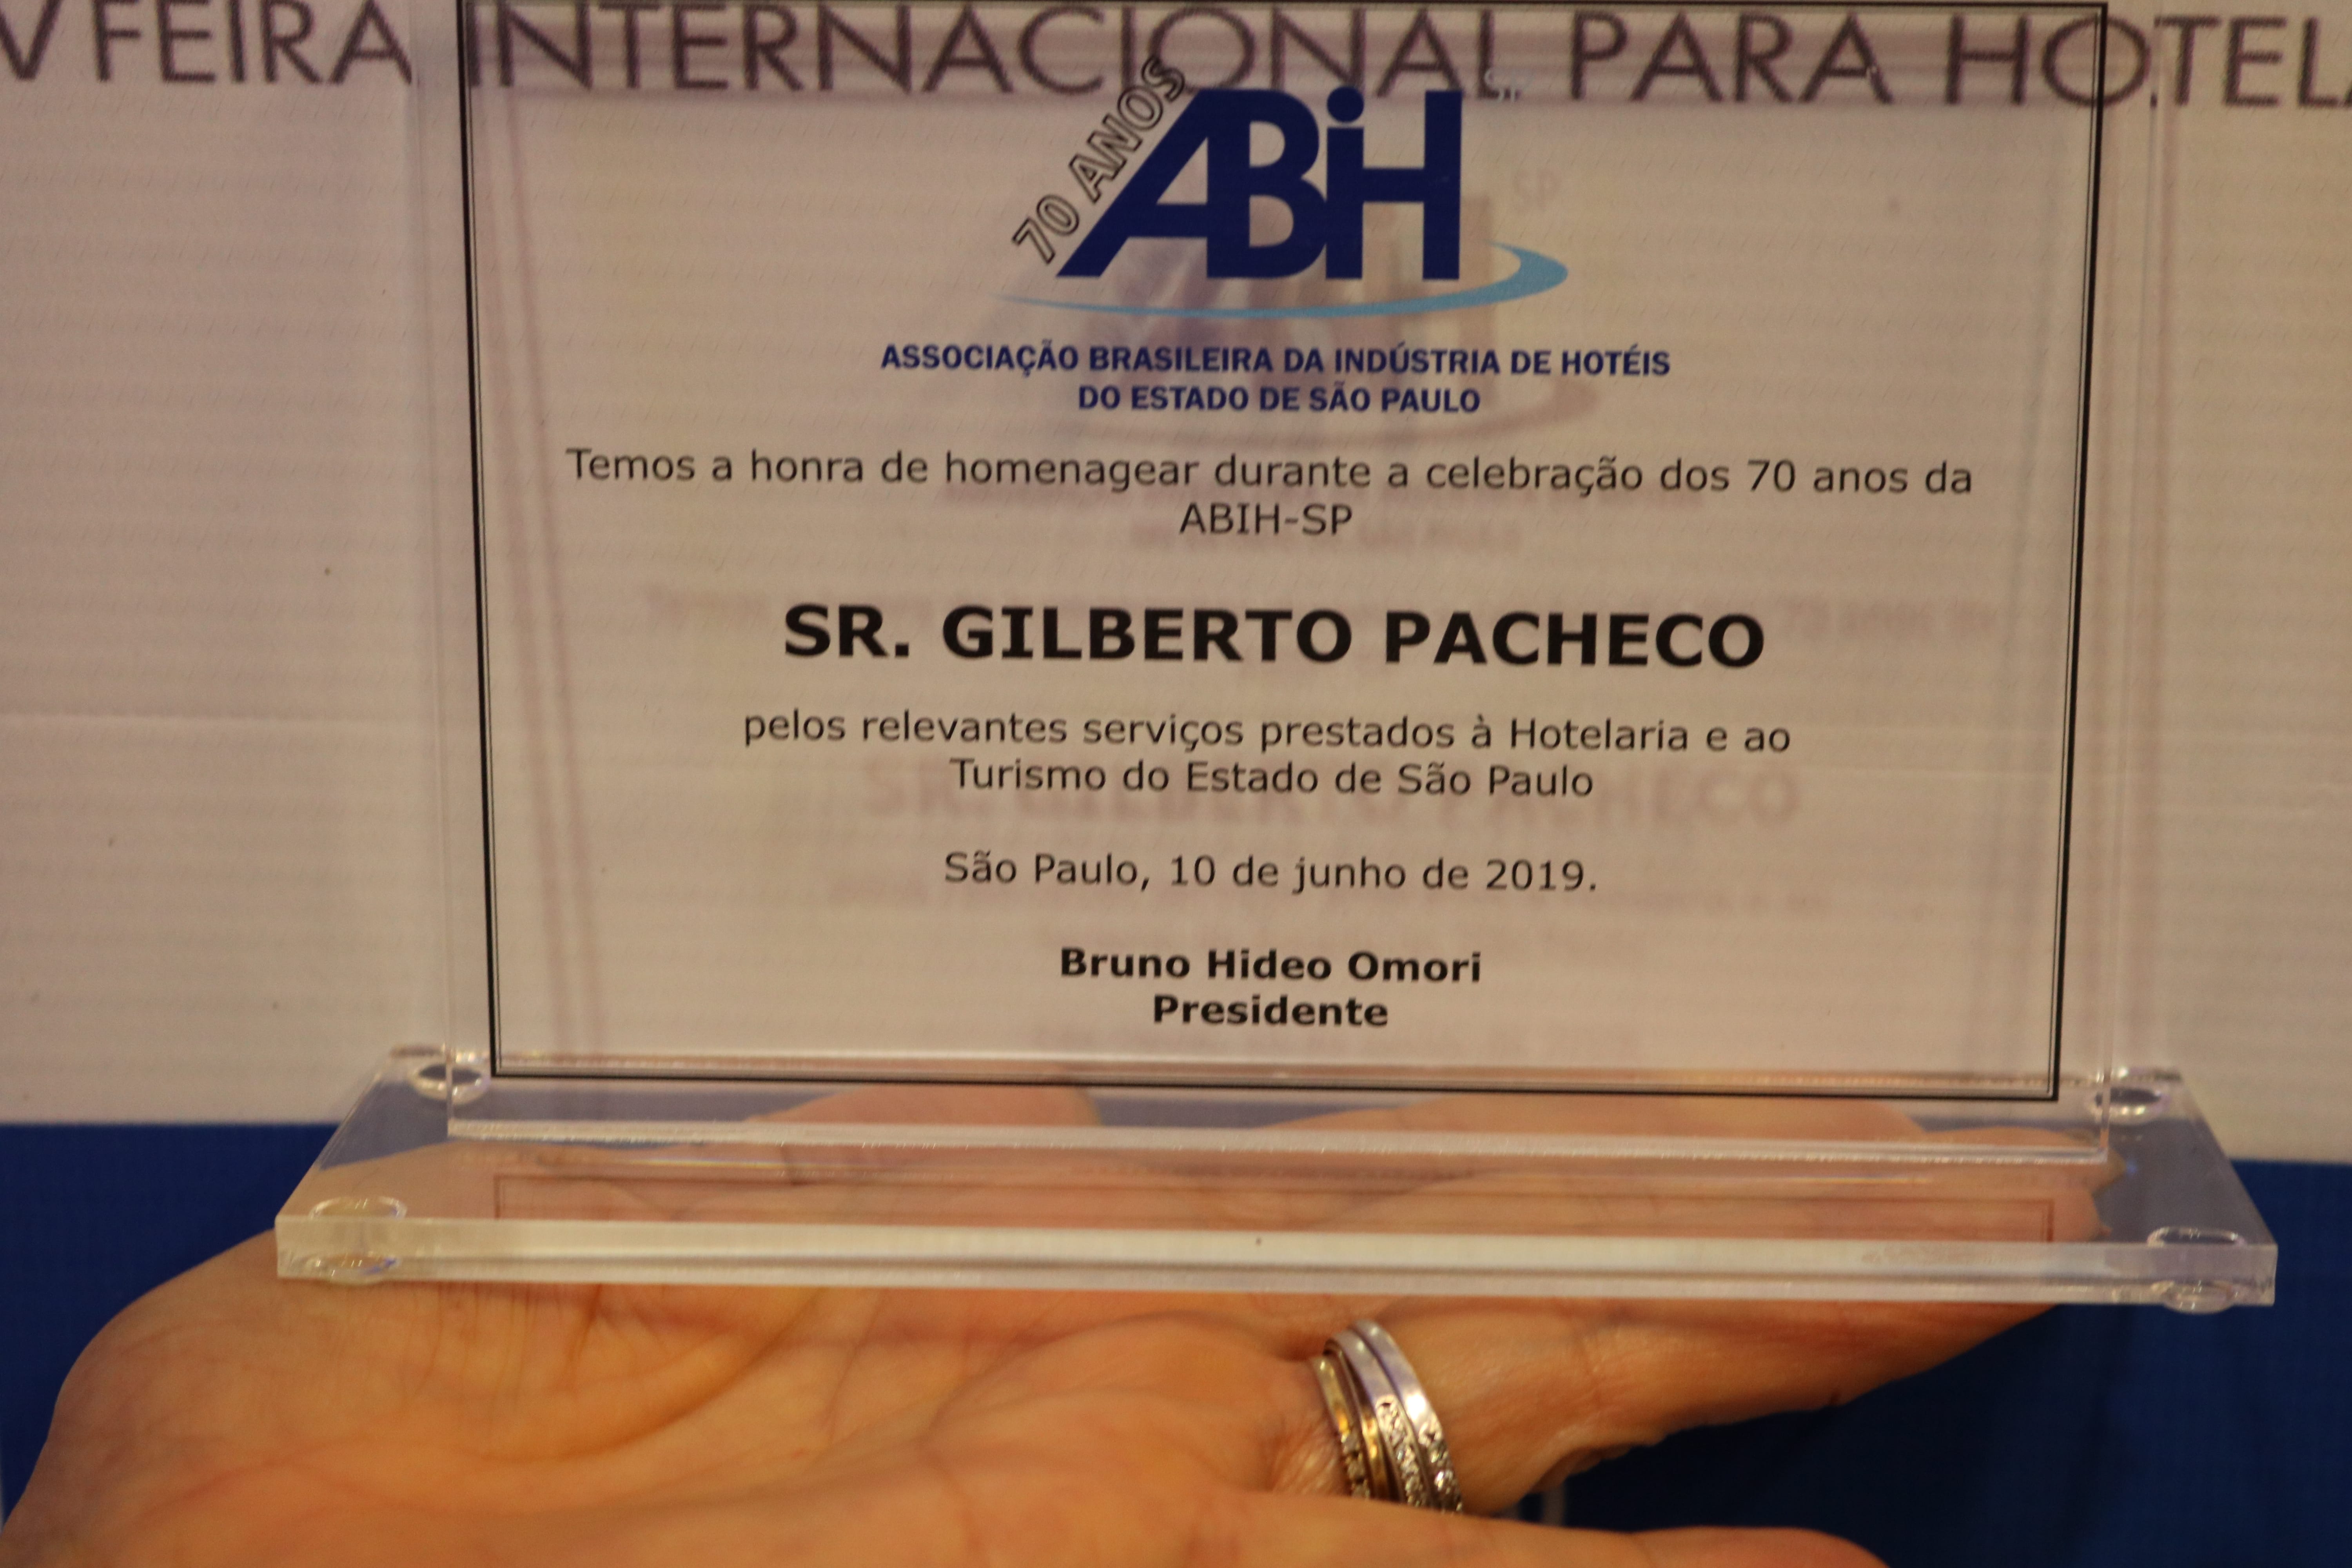 V FEIRA INTERNACIONAL PARA HOTELA
70 ANOS
ABIH
SP
ASSOCIAÇÃO BRASILEIRA DA INDÚSTRIA DE HOTÉIS
DO ESTADO DE SÃO PAULO
Temos a honra de homenagear durante a celebração dos 70 anos da
ABIH-SP
SR. GILBERTO PACHECO
pelos relevantes serviços prestados à Hotelaria e ao
Turismo do Estado de São Paulo
São Paulo, 10 de junho de 2019.
Bruno Hideo Omori
Presidente